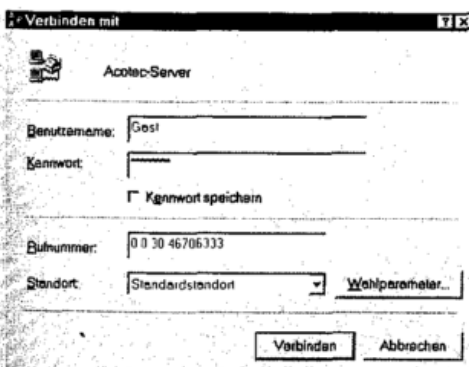 Verbinden mit
Acotec-Server
Benutzername: Gast
Kennwort:
Kennwort speichern
Rufnummer: 0 0 30 46706333
Standort: Standardstandort Wahlparameter...
Verbinden Abbrechen